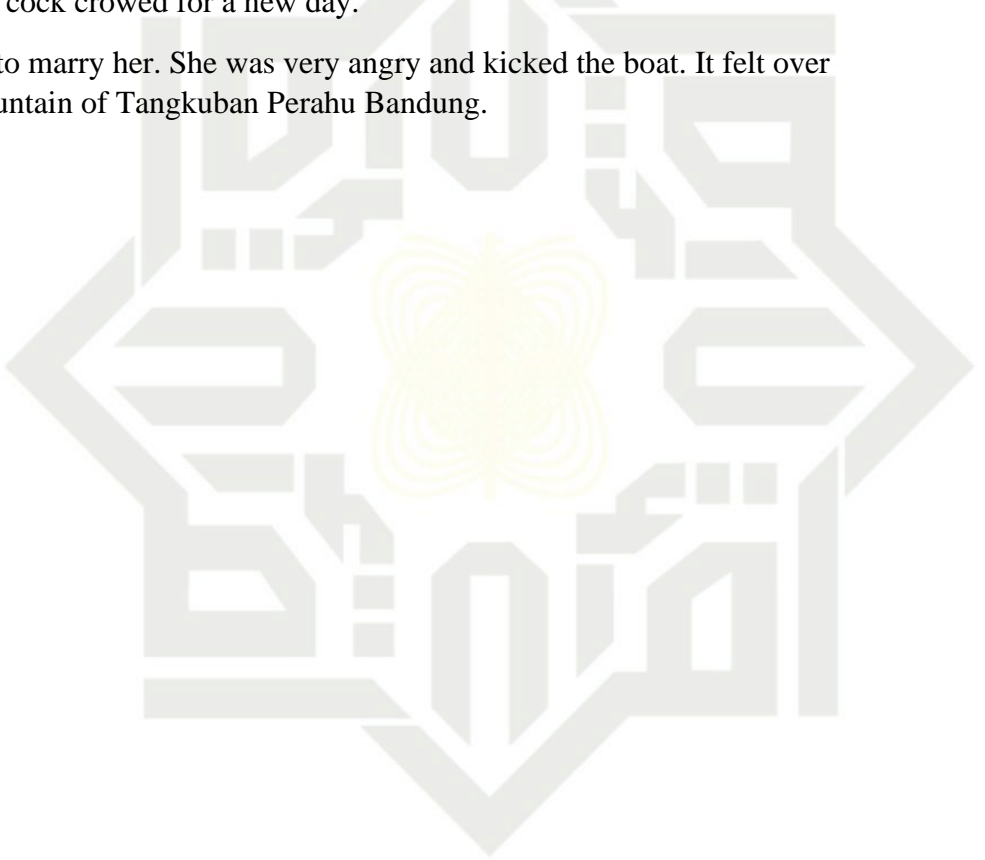 cock crowed for a new day.
to marry her. She was very angry and kicked the boat. It felt over
untain of Tangkuban Perahu Bandung.